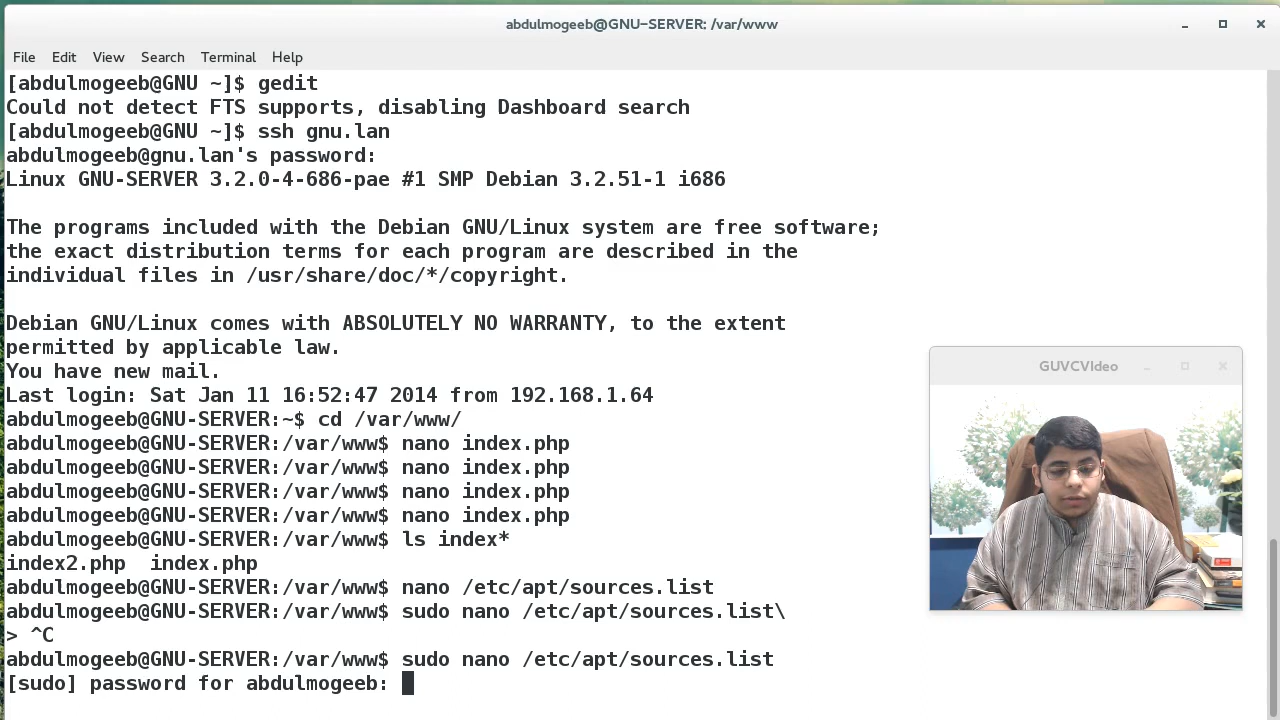 abdulmogeeb@GNU-SERVER: /var/www
File Edit View Search Terminal Help
[abdulmogeeb@GNU ~]$ gedit
Could not detect FTS supports, disabling Dashboard search
[abdulmogeeb@GNU ~]$ ssh gnu.lan
abdulmogeeb@gnu.lan's password:
Linux GNU-SERVER 3.2.0-4-686-pae #1 SMP Debian 3.2.51-1 i686
The programs included with the Debian GNU/Linux system are free software;
the exact distribution terms for each program are described in the
individual files in /usr/share/doc/*/copyright.
Debian GNU/Linux comes with ABSOLUTELY NO WARRANTY, to the extent
permitted by applicable law.
You have new mail.
Last login: Sat Jan 11 16:52:47 2014 from 192.168.1.64
abdulmogeeb@GNU-SERVER:~$ cd /var/www/
abdulmogeeb@GNU-SERVER:/var/www$ nano index.php
abdulmogeeb@GNU-SERVER:/var/www$ nano index.php
abdulmogeeb@GNU-SERVER:/var/www$ nano index.php
abdulmogeeb@GNU-SERVER:/var/www$ nano index.php
abdulmogeeb@GNU-SERVER:/var/www$ ls index*
index2.php  index.php
abdulmogeeb@GNU-SERVER:/var/www$ nano /etc/apt/sources.list
abdulmogeeb@GNU-SERVER:/var/www$ sudo nano /etc/apt/sources.list\
> ^C
abdulmogeeb@GNU-SERVER:/var/www$ sudo nano /etc/apt/sources.list
[sudo] password for abdulmogeeb:
GUVCVIdeo